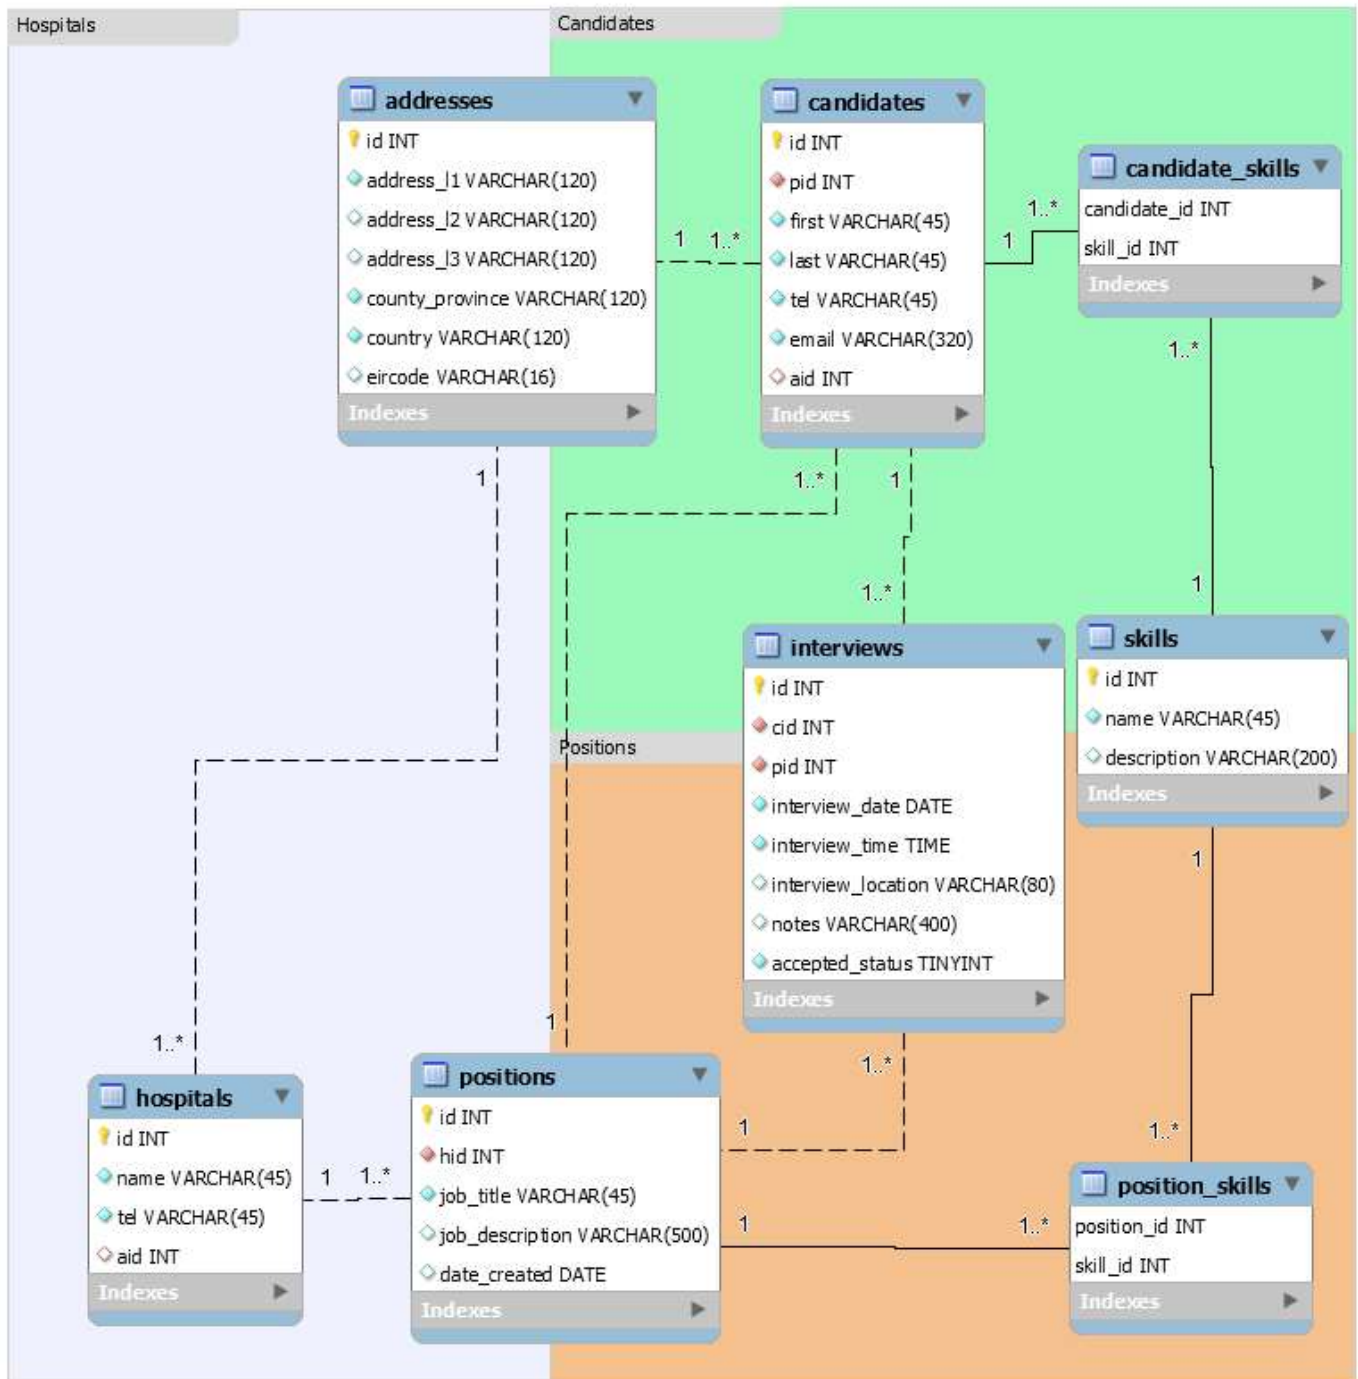 Hospitals
Candidates
addresses
id INT
address_l1 VARCHAR(120)
address_l2 VARCHAR(120)
address_l3 VARCHAR(120)
county_province VARCHAR(120)
country VARCHAR(120)
eircode VARCHAR(16)
Indexes
1
1..*
candidates
id INT
pid INT
first VARCHAR(45)
last VARCHAR(45)
tel VARCHAR(45)
email VARCHAR(320)
aid INT
Indexes
1
1..*
candidate_skills
candidate_id INT
skill_id INT
Indexes
1
1..*
1
1..*
1..*
1
interviews
id INT
cid INT
pid INT
interview_date DATE
interview_time TIME
interview_location VARCHAR(80)
notes VARCHAR(400)
accepted_status TINYINT
Indexes
skills
id INT
name VARCHAR(45)
description VARCHAR(200)
Indexes
Positions
1
1..*
1
1..*
hospitals
id INT
name VARCHAR(45)
tel VARCHAR(45)
aid INT
Indexes
1
1..*
positions
id INT
hid INT
job_title VARCHAR(45)
job_description VARCHAR(500)
date_created DATE
Indexes
1
1
1..*
1..*
position_skills
position_id INT
skill_id INT
Indexes